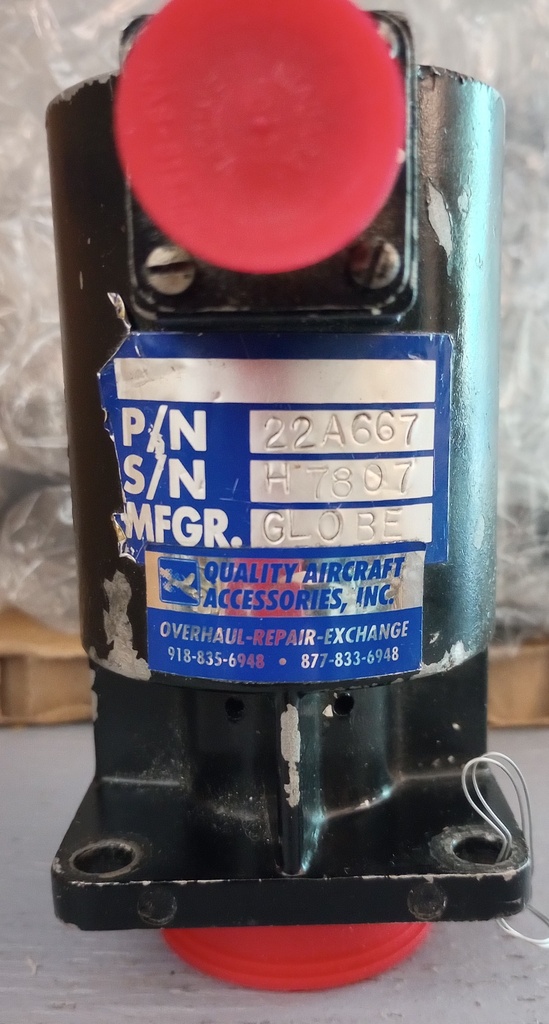 P/N 22A667
S/N H7807
MFGR. GLOBE
QUALITY AIRCRAFT
ACCESSORIES, INC.
OVERHAUL-REPAIR-EXCHANGE
918-835-6948 • 877-833-6948